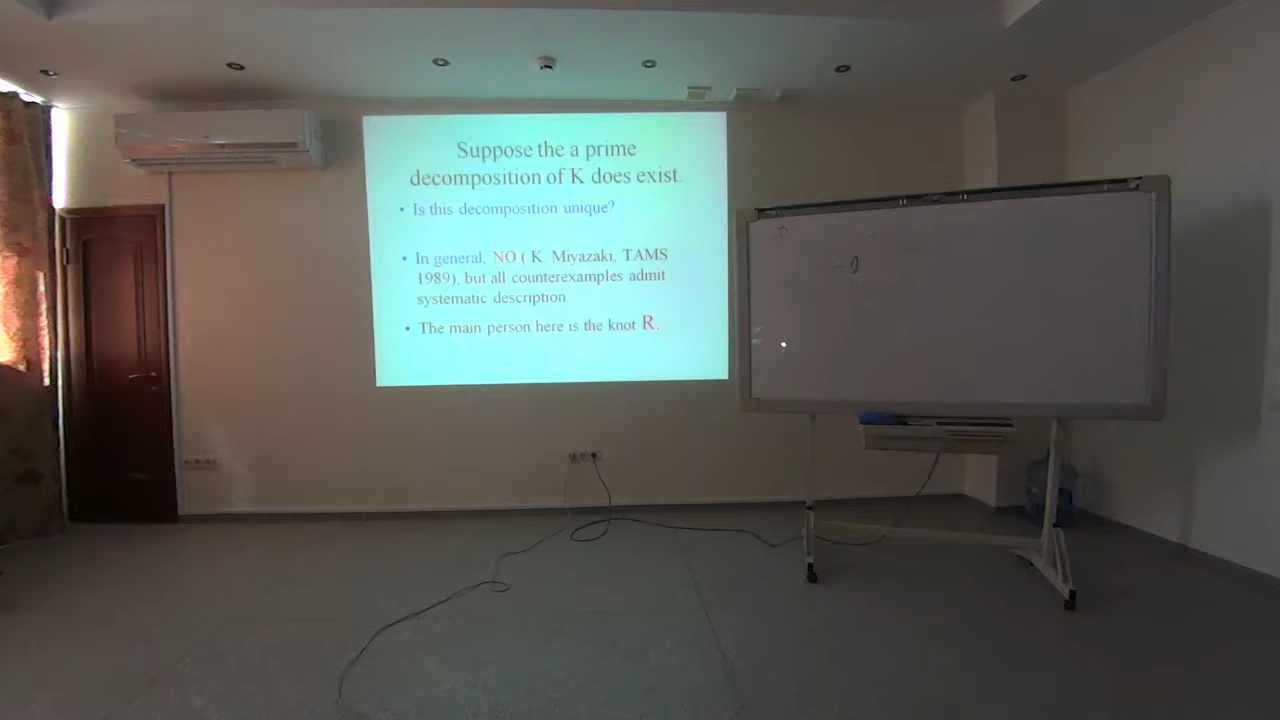 Suppose the a prime
decomposition of K does exist.
• Is this decomposition unique?
• In general, NO ( K Miyazaki, TAMS
1989), but all counterexamples admit
systematic description
• The main person here is the knot R.